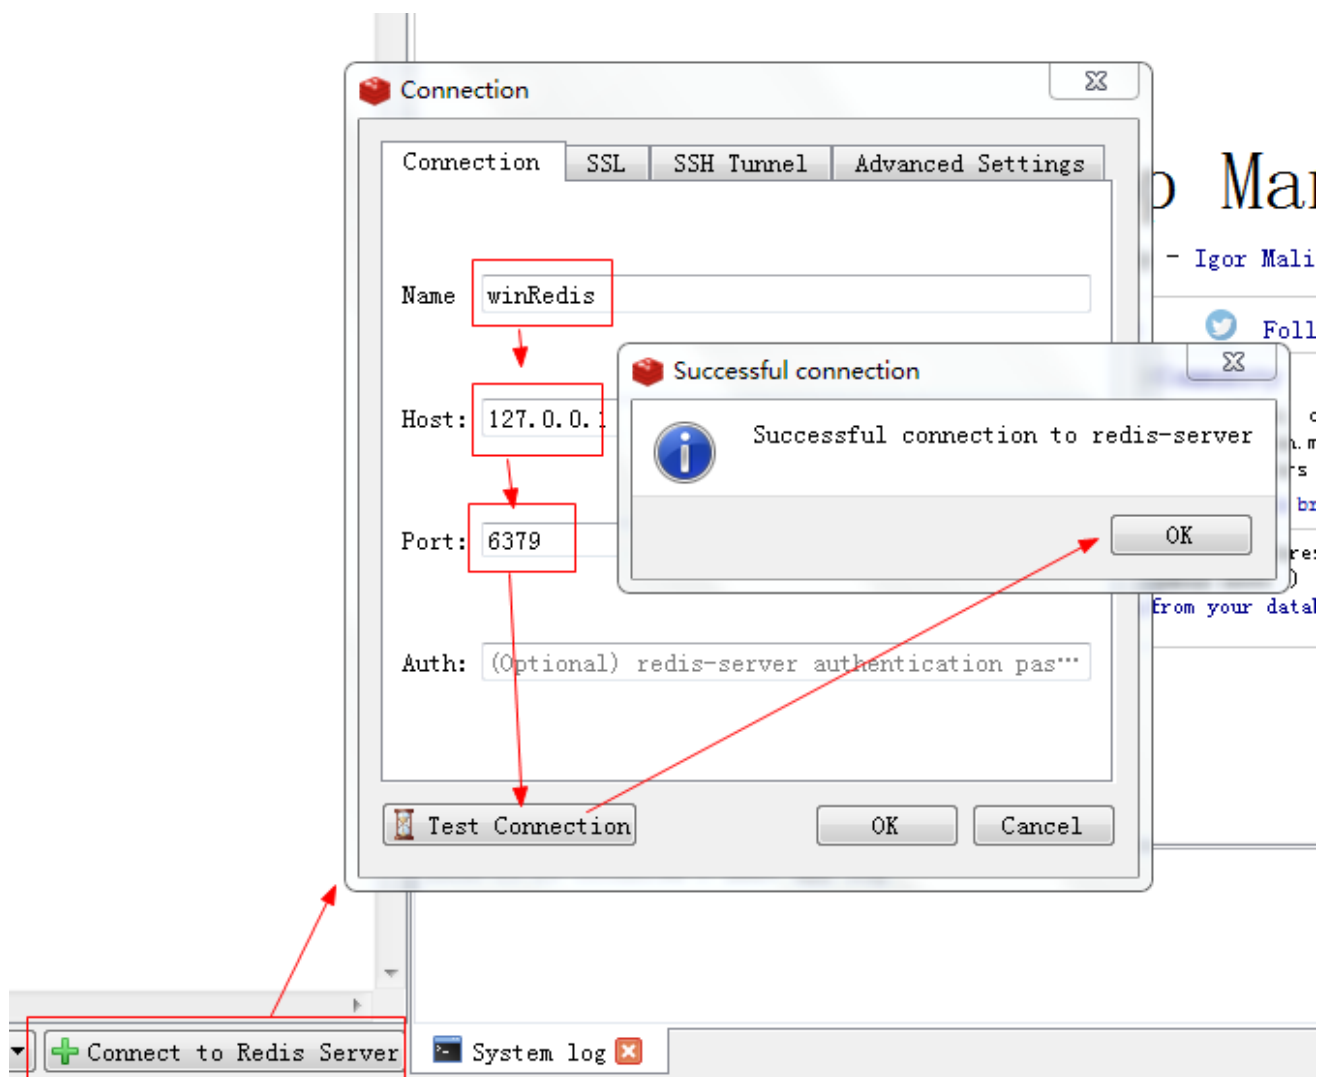 Connection
Connection SSL SSH Tunnel Advanced Settings
Name winRedis
- Igor Mali
Foll
Successful connection
Host: 127.0.0.1
Successful connection to redis-server
OK
Port: 6379
from your datab
Auth: (Optional) redis-server authentication pas…
Test Connection OK Cancel
Connect to Redis Server
System log